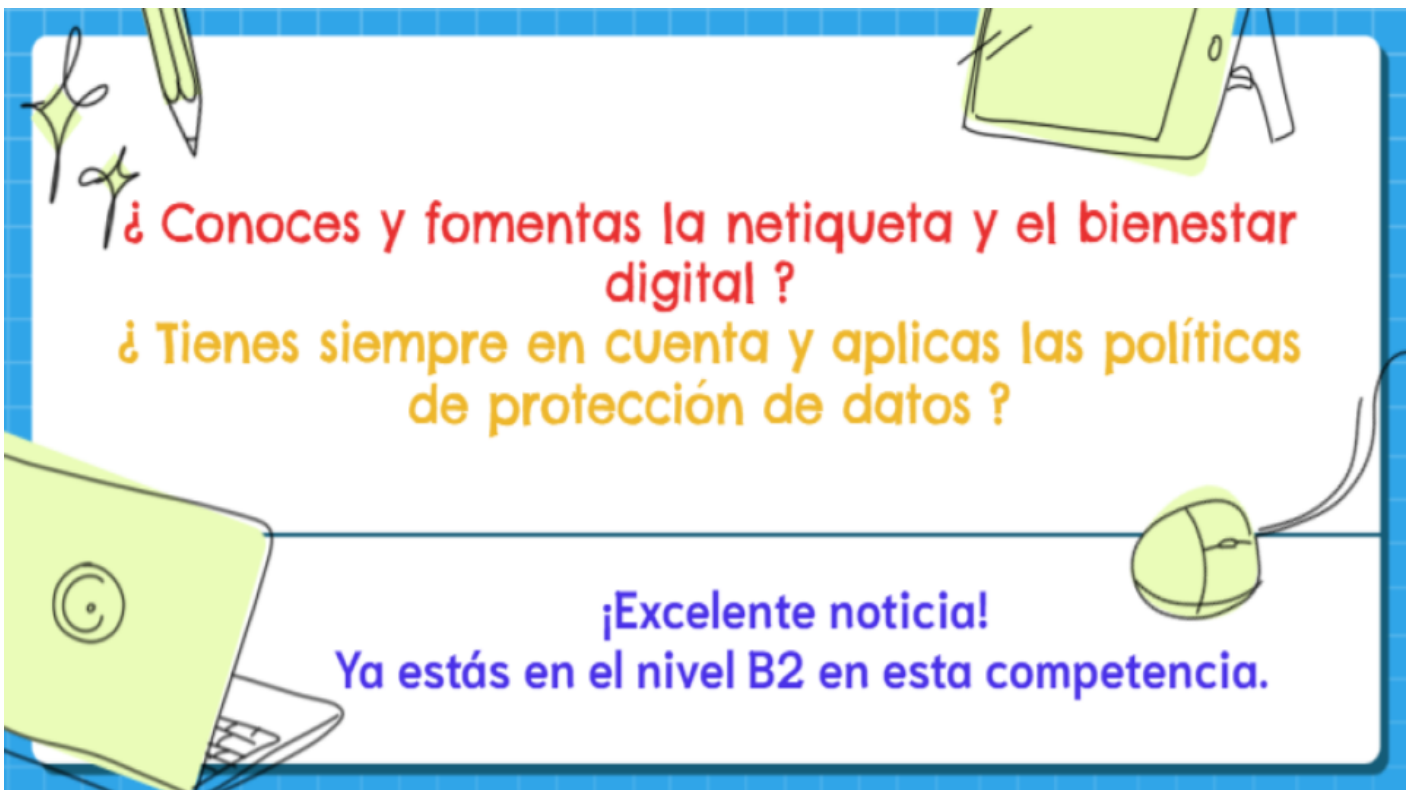 ¿ Conoces y fomentas la netiqueta y el bienestar
digital ?
¿ Tienes siempre en cuenta y aplicas las políticas
de protección de datos ?
¡Excelente noticia!
Ya estás en el nivel B2 en esta competencia.